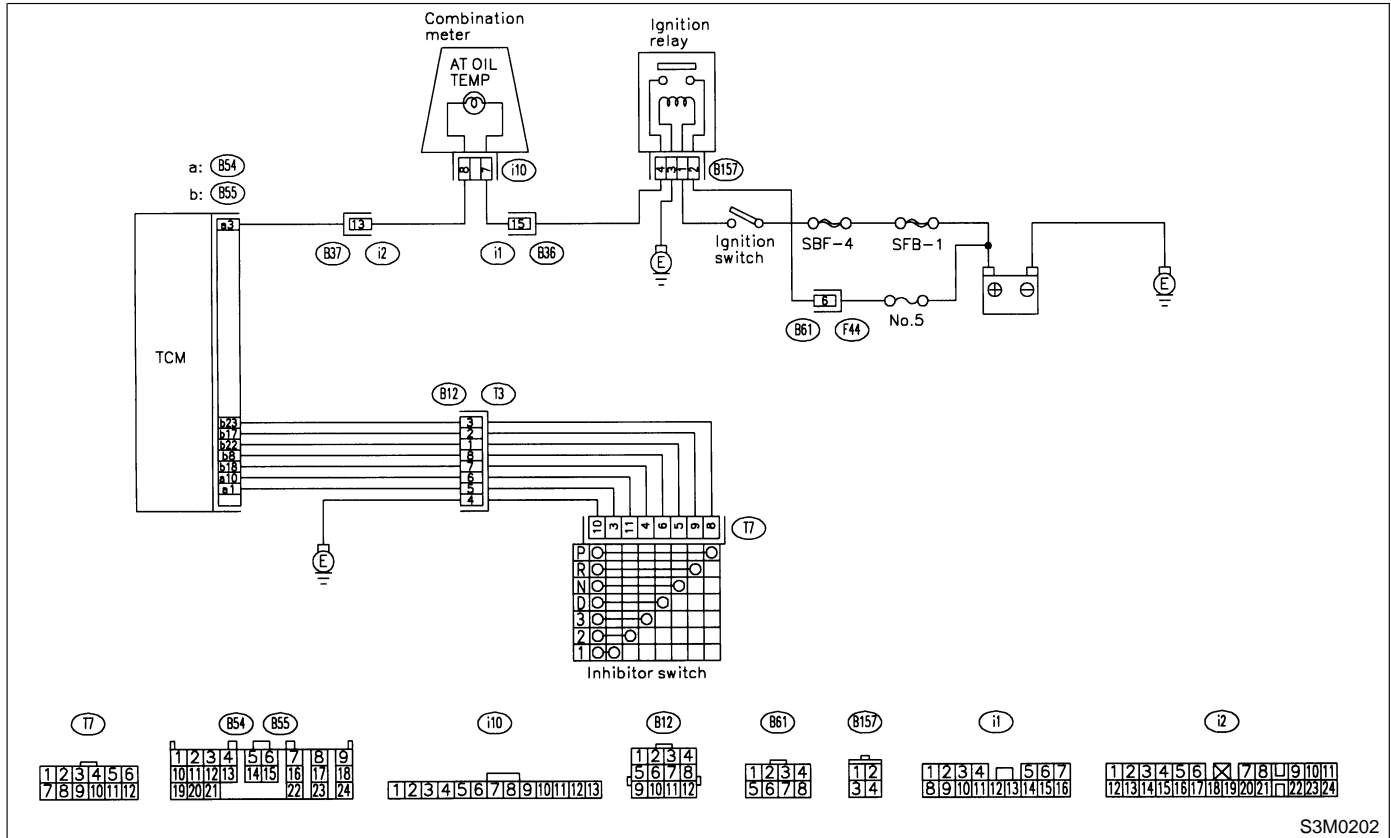 Combination
meter
AT OIL
TEMP
Ignition
relay
8 7
i10
4 3 1 2
B157
a: B54
b: B55
a3
13
B37 i2
15
i1 B36
E
Ignition
switch
SBF-4
SFB-1
6
B61 F44
No.5
⊕ ⊖
E
TCM
b23
b17
b22
b8
b18
a10
a1
B12 T3
3
2
1
8
7
6
5
4
E
10 3 11 4 6 5 9 8
T7
P
R
N
D
3
2
1
Inhibitor switch
T7
1 2 3 4 5 6
7 8 9 10 11 12
B54 B55
1 2 3 4 5 6 7 8 9
10 11 12 13 14 15 16 17 18
19 20 21 22 23 24
i10
1 2 3 4 5 6 7 8 9 10 11 12 13
B12
1 2 3 4
5 6 7 8
9 10 11 12
B61
1 2 3 4
5 6 7 8
B157
1 2
3 4
i1
1 2 3 4 5 6 7
8 9 10 11 12 13 14 15 16
i2
1 2 3 4 5 6 7 8 9 10 11
12 13 14 15 16 17 18 19 20 21 22 23 24
S3M0202